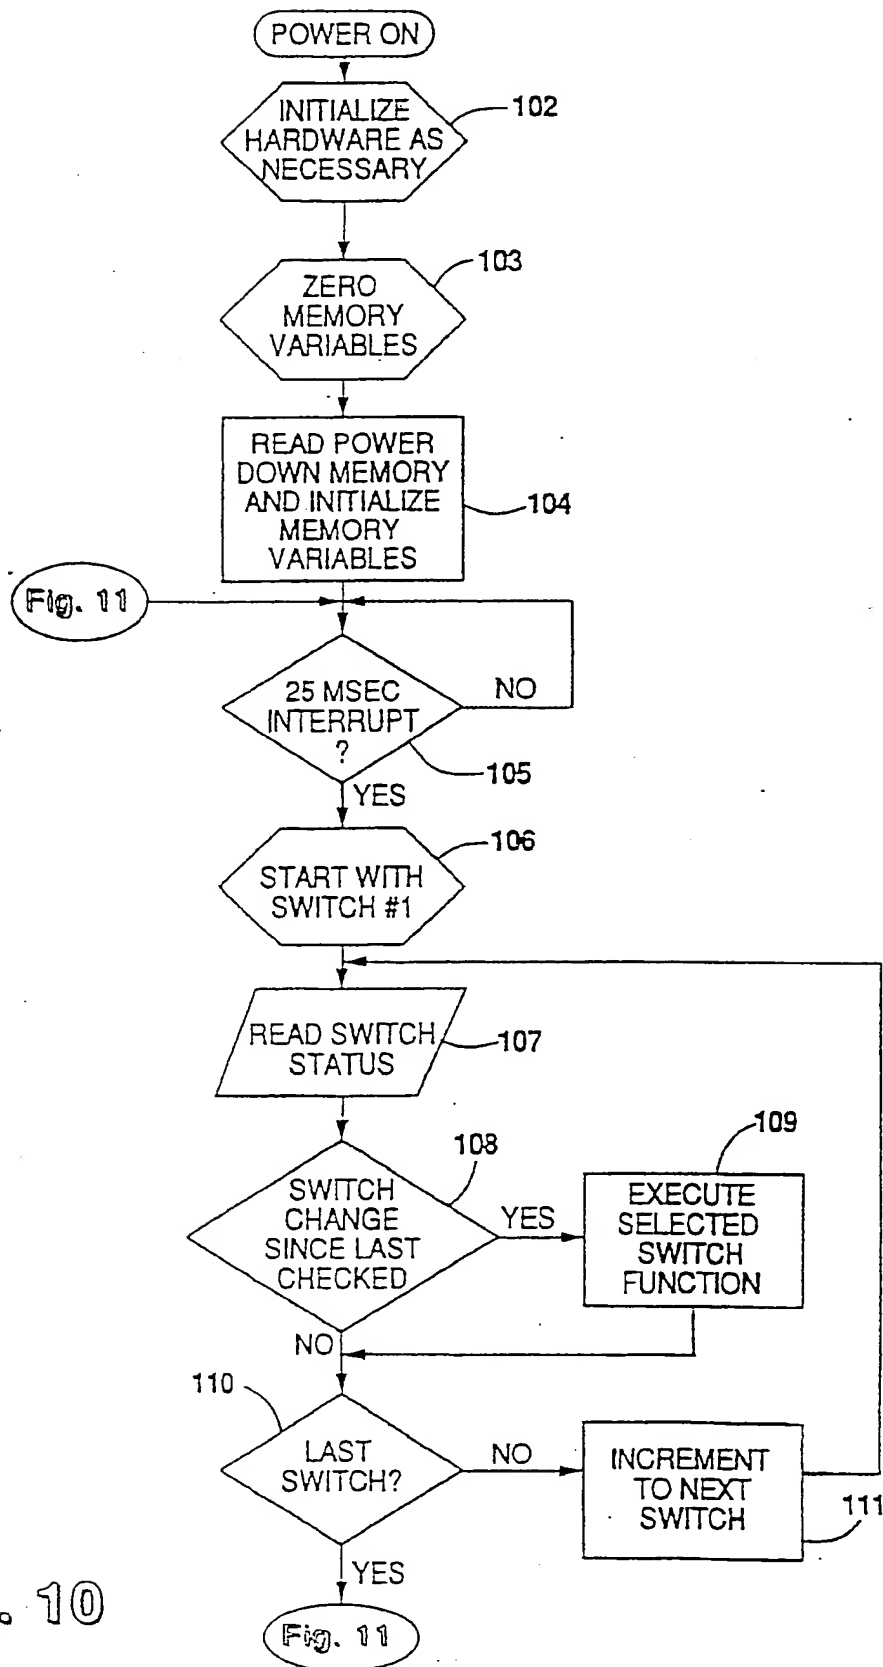 POWER ON
INITIALIZE
HARDWARE AS
NECESSARY
102
ZERO
MEMORY
VARIABLES
103
READ POWER
DOWN MEMORY
AND INITIALIZE
MEMORY
VARIABLES
104
Fig. 11
25 MSEC
INTERRUPT
?
NO
105
YES
START WITH
SWITCH #1
106
READ SWITCH
STATUS
107
SWITCH
CHANGE
SINCE LAST
CHECKED
108
YES
EXECUTE
SELECTED
SWITCH
FUNCTION
109
NO
110
LAST
SWITCH?
NO
INCREMENT
TO NEXT
SWITCH
111
YES
. 10
Fig. 11